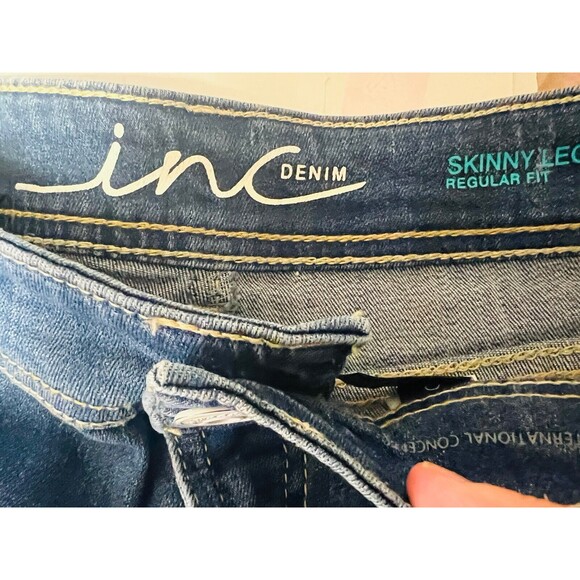 inc DENIM
SKINNY LEG
REGULAR FIT